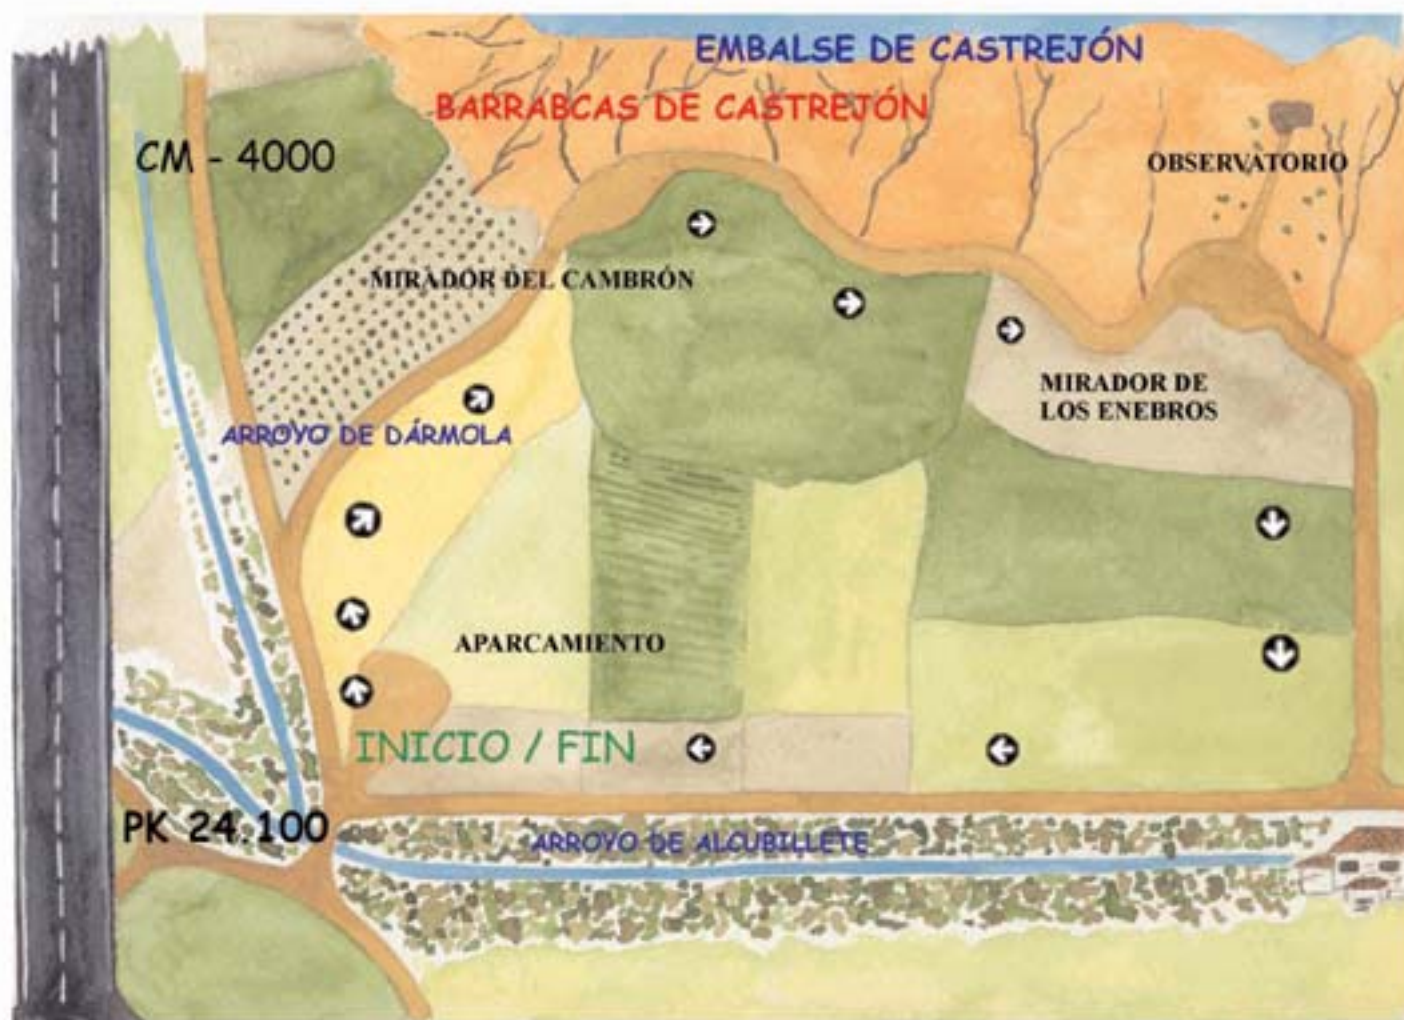 EMBALSE DE CASTREJÓN
BARRABCAS DE CASTREJÓN
CM - 4000
OBSERVATORIO
MIRADOR DEL CAMBRÓN
MIRADOR DE
LOS ENEBROS
ARROYO DE DÁRMOLA
APARCAMIENTO
INICIO / FIN
PK 24.100
ARROYO DE ALCUBILLETE